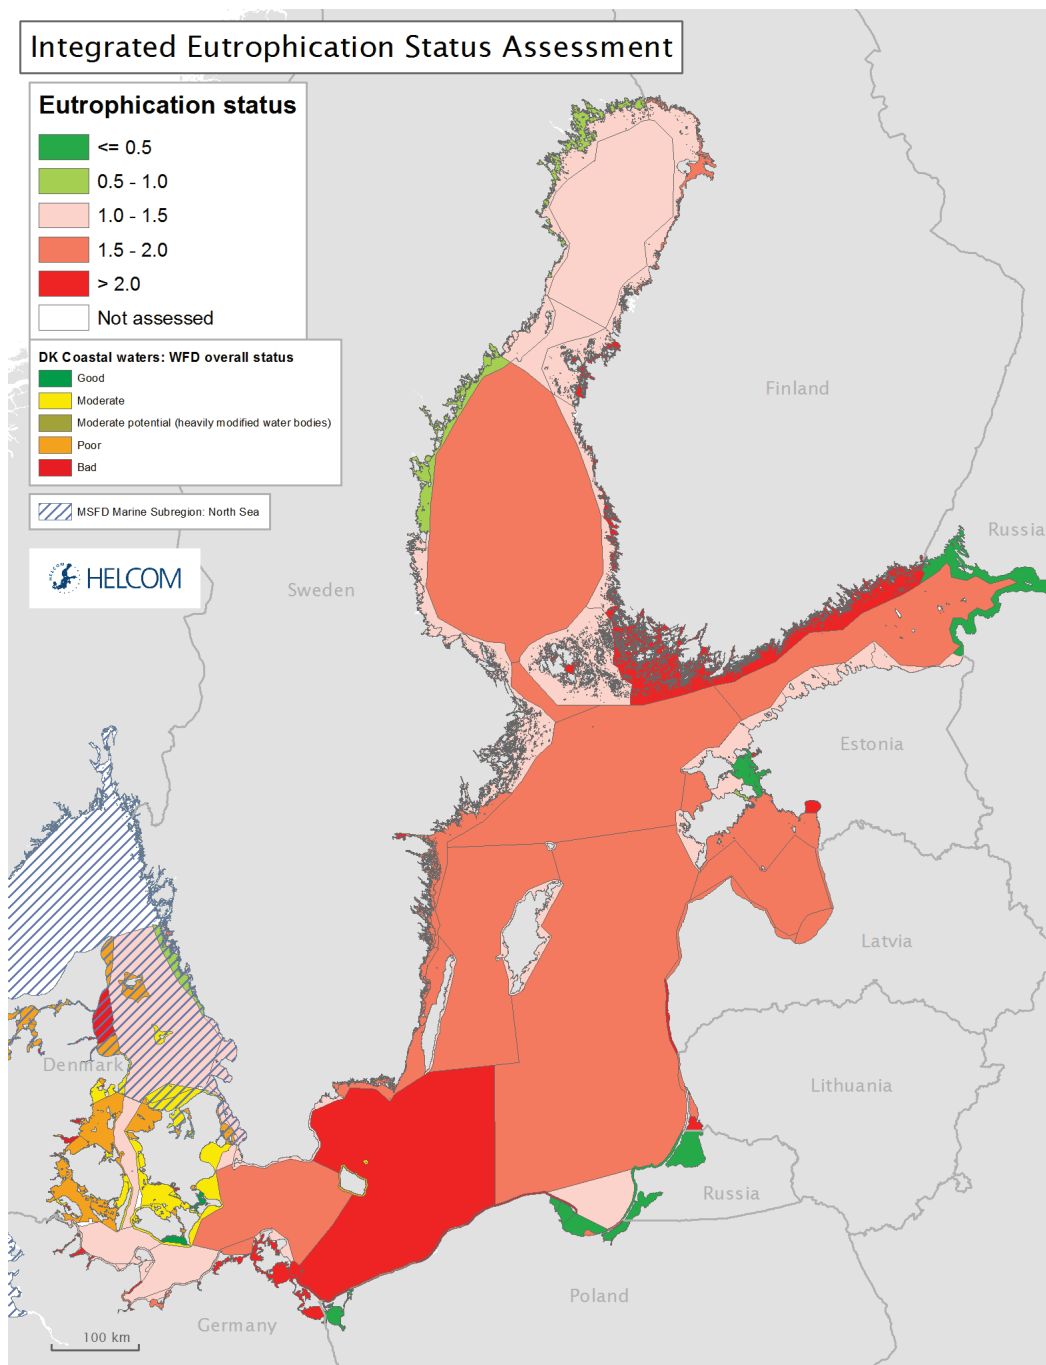 Integrated Eutrophication Status Assessment
Eutrophication status
<= 0.5
0.5 - 1.0
1.0 - 1.5
1.5 - 2.0
> 2.0
Not assessed
DK Coastal waters: WFD overall status
Good
Moderate
Moderate potential (heavily modified water bodies)
Poor
Bad
MSFD Marine Subregion: North Sea
HELCOM
HELCOM
Finland
Russia
Sweden
Estonia
Latvia
Denmark
Lithuania
Russia
Poland
Germany
100 km